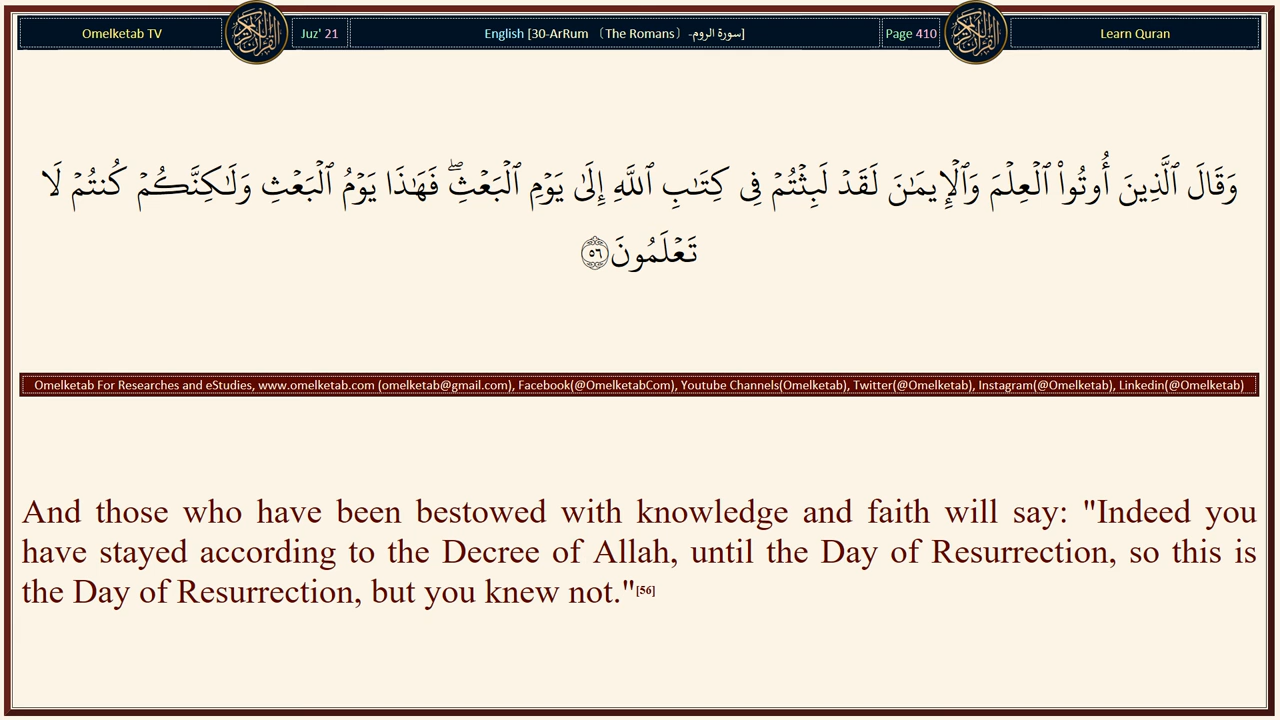 Omelketab TV
Juz' 21
English [30-ArRum （The Romans）-سورة الروم]
Page 410
Learn Quran
وَقَالَ ٱلَّذِينَ أُوتُوا۟ ٱلْعِلْمَ وَٱلْإِيمَـٰنَ لَقَدْ لَبِثْتُمْ فِى كِتَـٰبِ ٱللَّهِ إِلَىٰ يَوْمِ ٱلْبَعْثِ ۖ فَهَـٰذَا يَوْمُ ٱلْبَعْثِ وَلَـٰكِنَّكُمْ كُنتُمْ لَا
تَعْلَمُونَ ٥٦
Omelketab For Researches and eStudies, www.omelketab.com (omelketab@gmail.com), Facebook(@OmelketabCom), Youtube Channels(Omelketab), Twitter(@Omelketab), Instagram(@Omelketab), Linkedin(@Omelketab)
And those who have been bestowed with knowledge and faith will say: "Indeed you
have stayed according to the Decree of Allah, until the Day of Resurrection, so this is
the Day of Resurrection, but you knew not."[56]